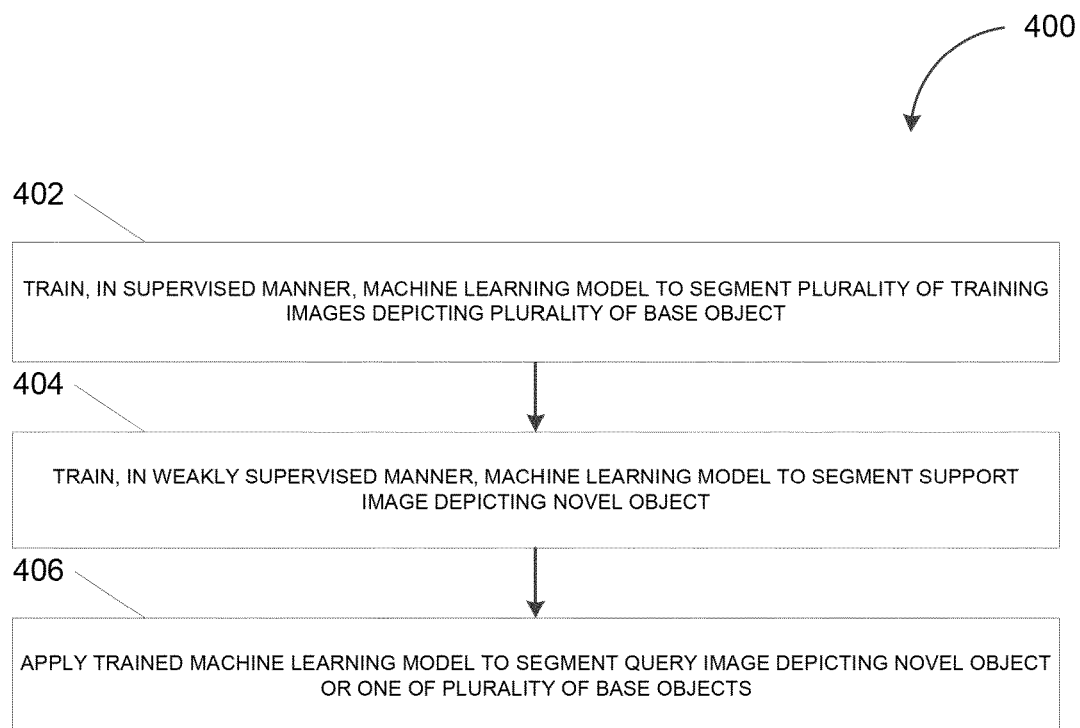 400
402
TRAIN, IN SUPERVISED MANNER, MACHINE LEARNING MODEL TO SEGMENT PLURALITY OF TRAINING
IMAGES DEPICTING PLURALITY OF BASE OBJECT
404
TRAIN, IN WEAKLY SUPERVISED MANNER, MACHINE LEARNING MODEL TO SEGMENT SUPPORT
IMAGE DEPICTING NOVEL OBJECT
406
APPLY TRAINED MACHINE LEARNING MODEL TO SEGMENT QUERY IMAGE DEPICTING NOVEL OBJECT
OR ONE OF PLURALITY OF BASE OBJECTS